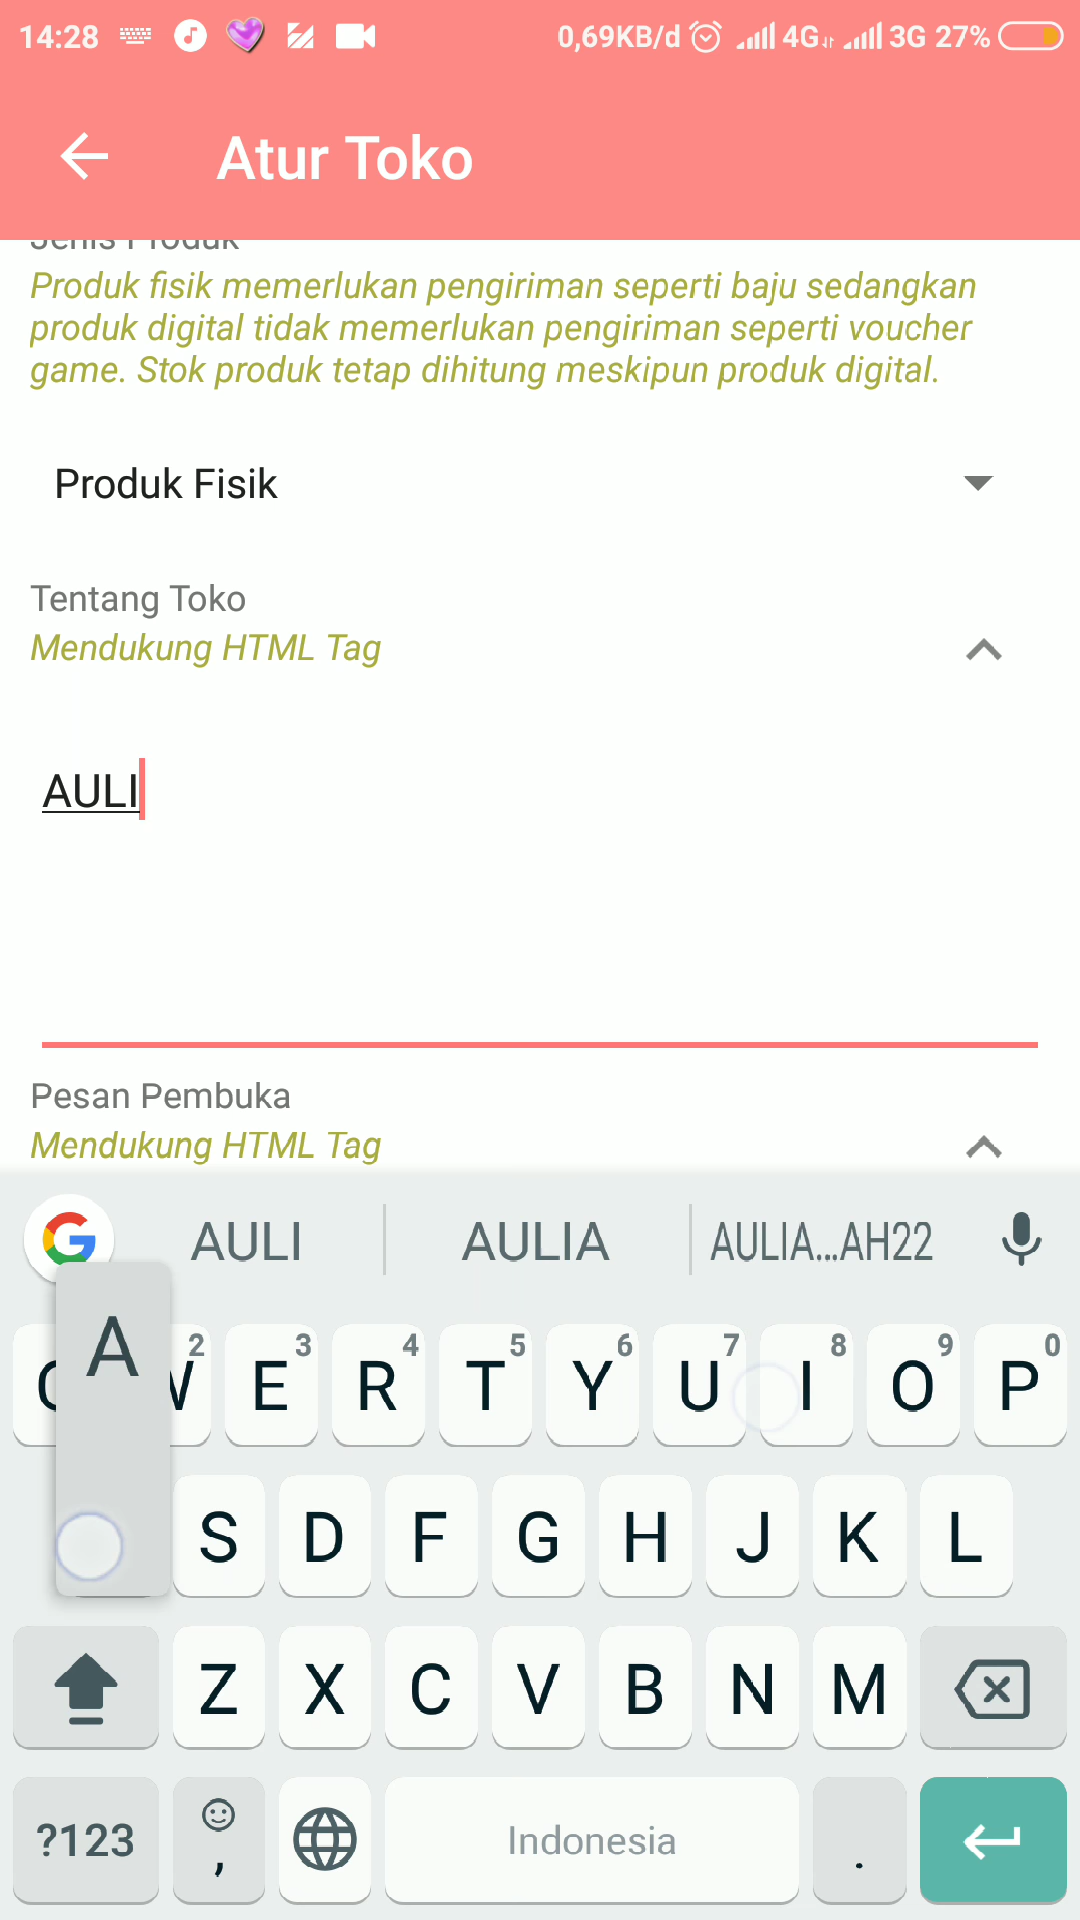 14:28 0,69KB/d 4G 3G 27%
Atur Toko
Jenis Produk
Produk fisik memerlukan pengiriman seperti baju sedangkan
produk digital tidak memerlukan pengiriman seperti voucher
game. Stok produk tetap dihitung meskipun produk digital.
Produk Fisik
Tentang Toko
Mendukung HTML Tag
AULI
Pesan Pembuka
Mendukung HTML Tag
AULI AULIA AULIA...AH22
A
2 3 4 5 6 7 8 9 0
Q W E R T Y U I O P
S D F G H J K L
Z X C V B N M
?123 , Indonesia .